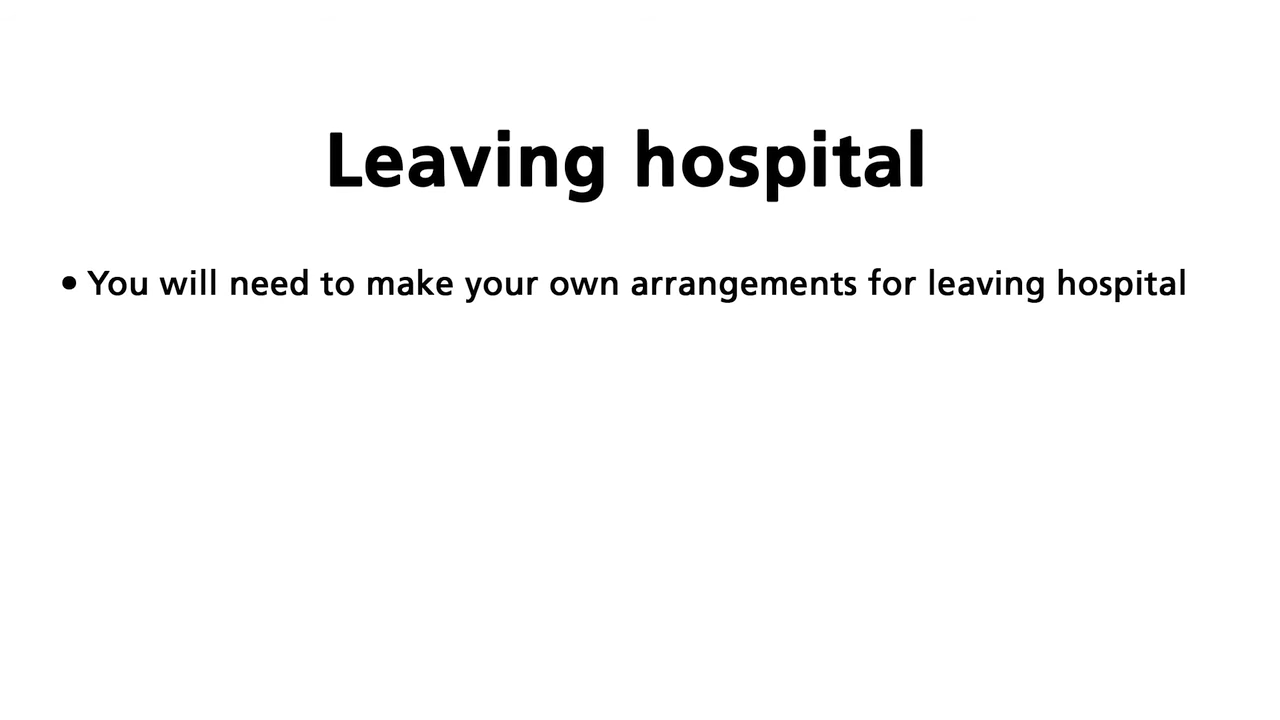 Leaving hospital
• You will need to make your own arrangements for leaving hospital